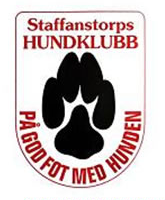 Staffanstorps
HUNDKLUBB
PÅ GOD FOT MED HUNDEN